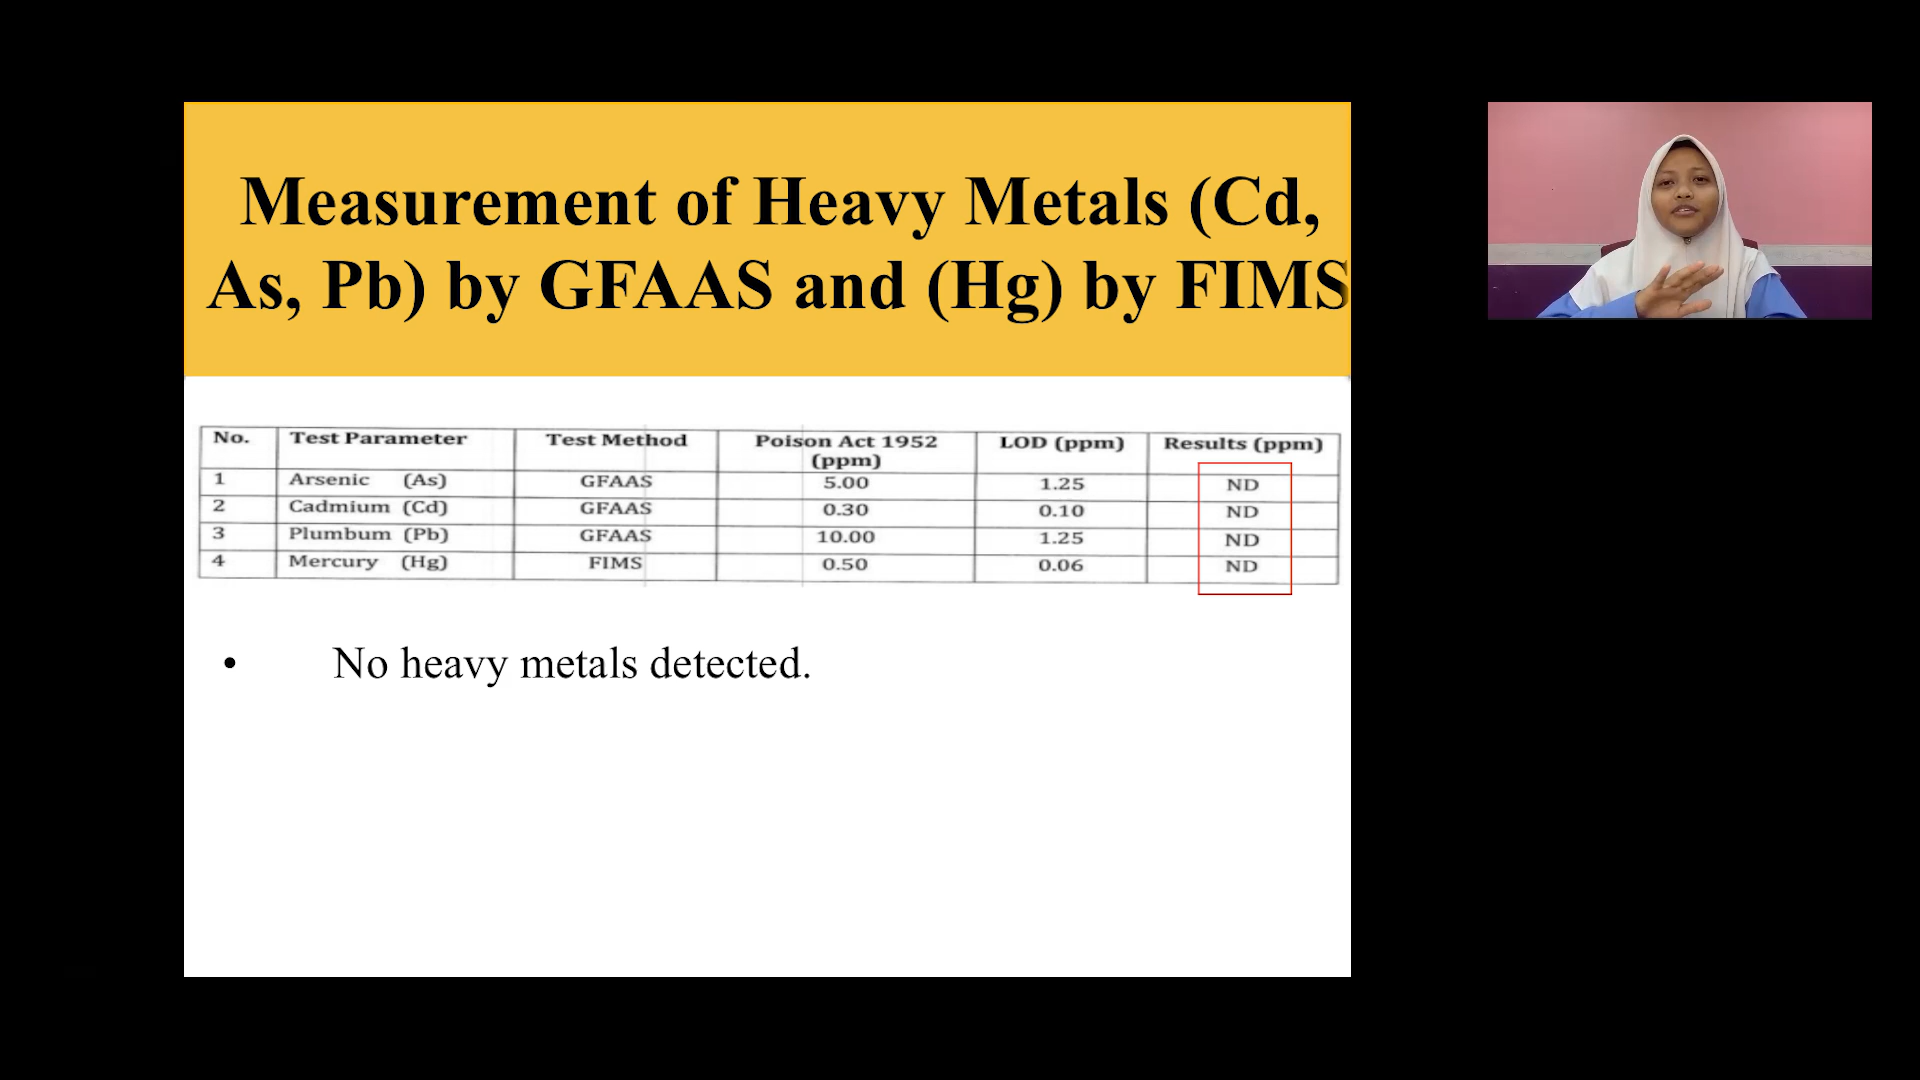 Measurement of Heavy Metals (Cd,
As, Pb) by GFAAS and (Hg) by FIMS
No. Test Parameter Test Method Poison Act 1952 (ppm) LOD (ppm) Results (ppm)
1 Arsenic (As) GFAAS 5.00 1.25 ND
2 Cadmium (Cd) GFAAS 0.30 0.10 ND
3 Plumbum (Pb) GFAAS 10.00 1.25 ND
4 Mercury (Hg) FIMS 0.50 0.06 ND
• No heavy metals detected.